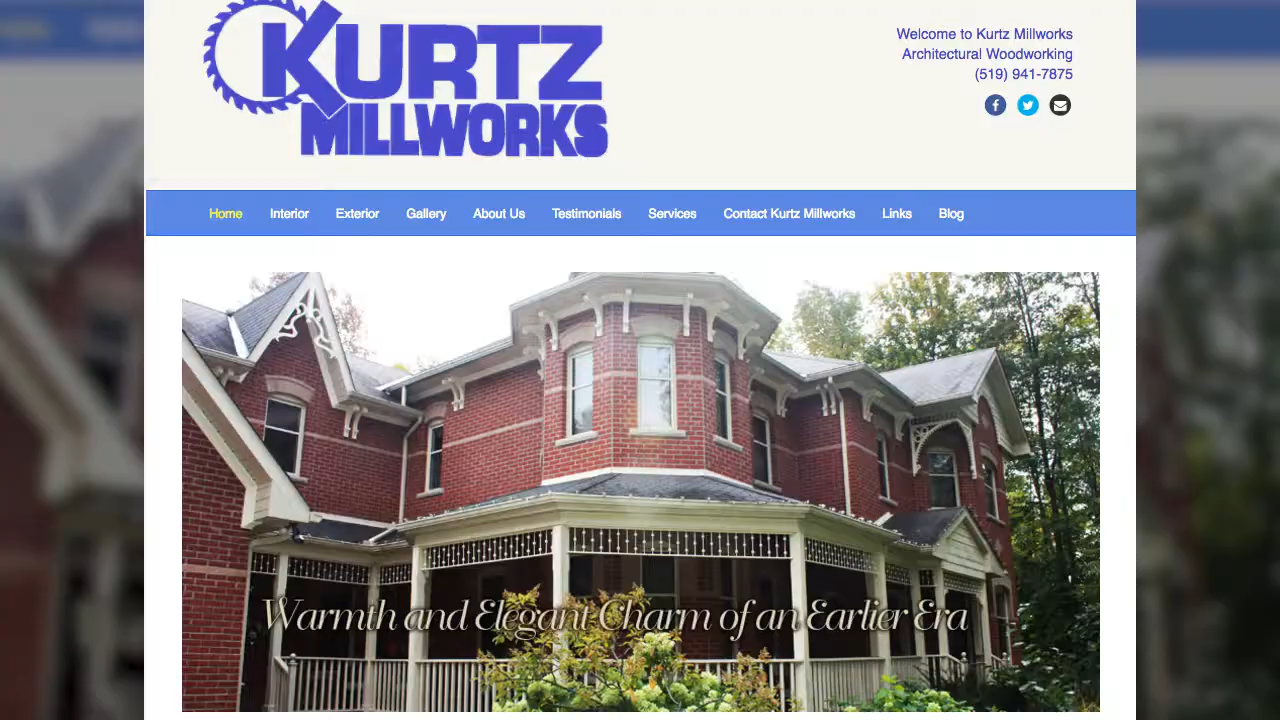 KURTZ
MILLWORKS
Welcome to Kurtz Millworks
Architectural Woodworking
(519) 941-7875
Home Interior Exterior Gallery About Us Testimonials Services Contact Kurtz Millworks Links Blog
Warmth and Elegant Charm of an Earlier Era